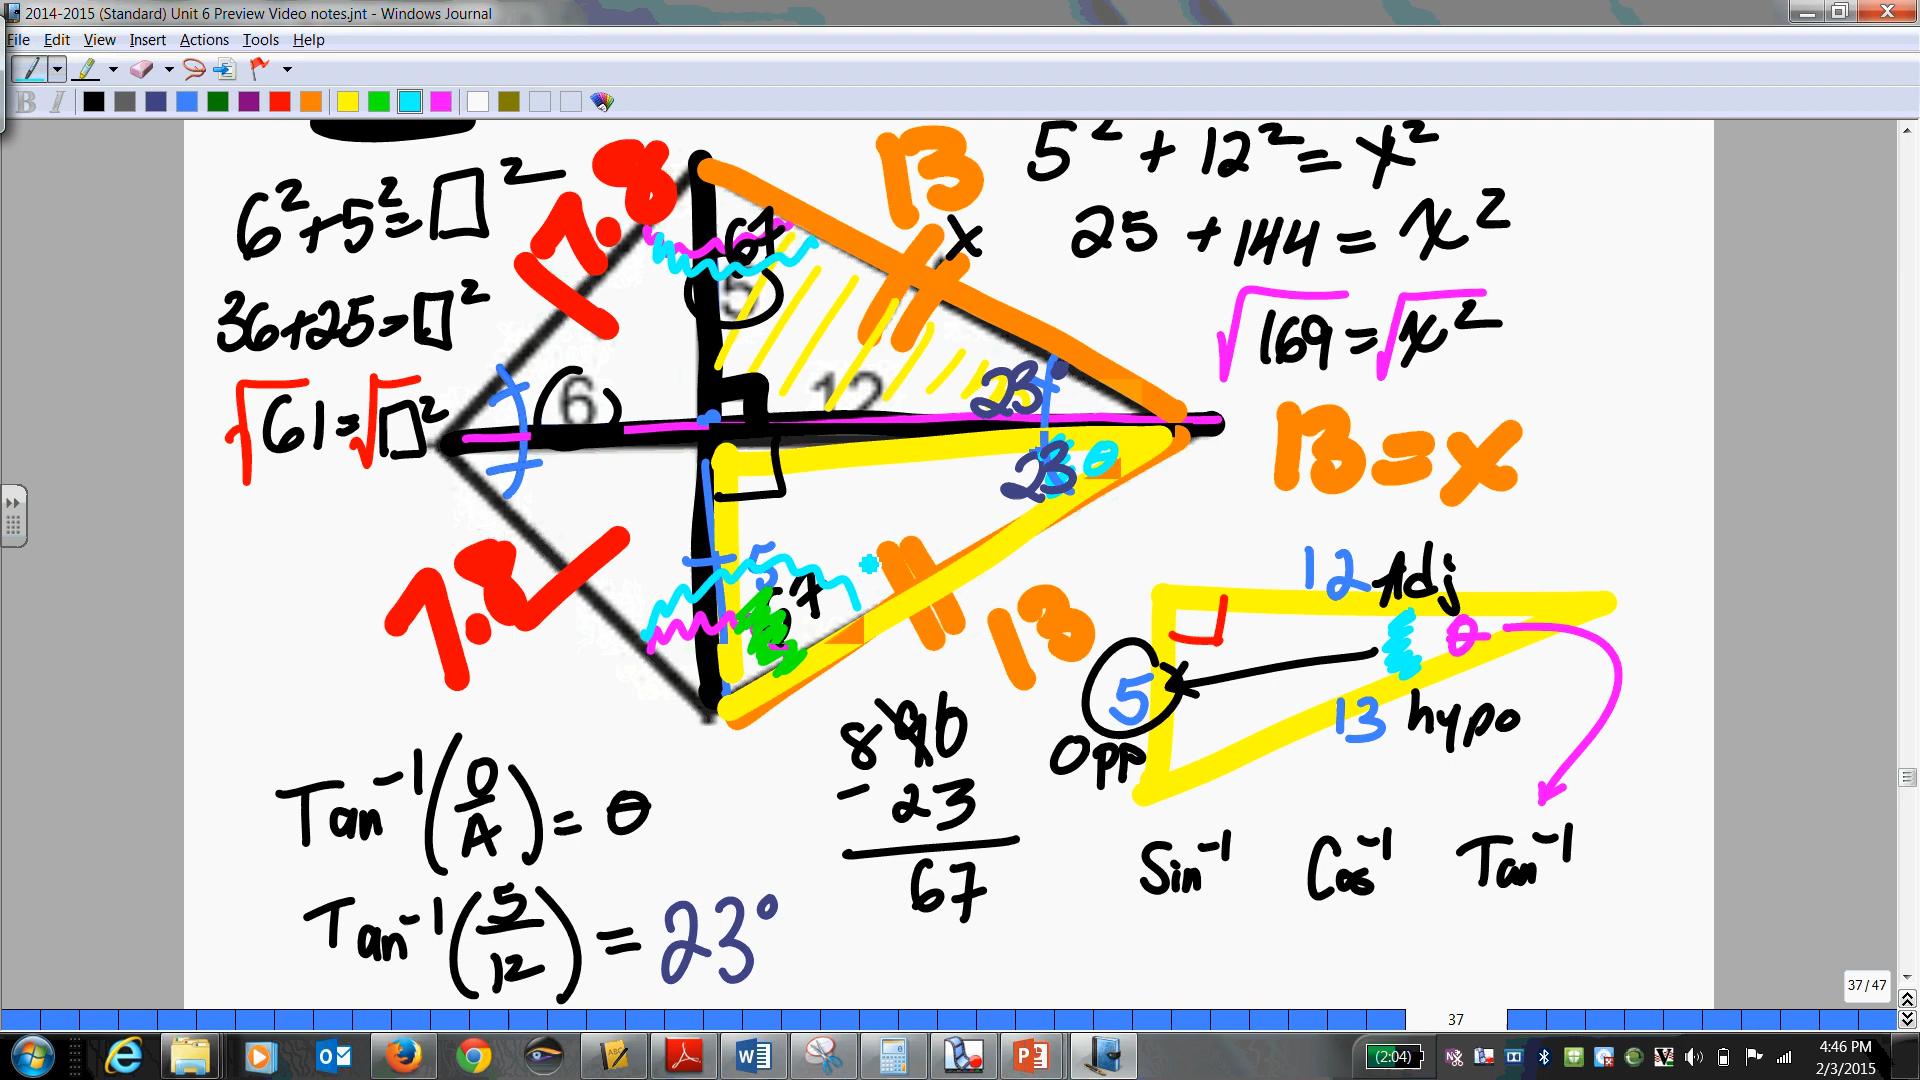 2014-2015 (Standard) Unit 6 Preview Video notes.jnt - Windows Journal
File Edit View Insert Actions Tools Help
B I
6² + 5² = □²
36 + 25 = □²
√61 = √□²
7.8
67
5
6
12
13
x
23
23 θ
5
67
7.8
13
5² + 12² = x²
25 + 144 = x²
√169 = √x²
13 = x
12 Adj
θ
5
opp
13 hypo
Sin⁻¹ Cos⁻¹ Tan⁻¹
8 90
- 23
67
Tan⁻¹(O/A) = θ
Tan⁻¹(5/12) = 23°
37 / 47
37
(2:04)
4:46 PM
2/3/2015